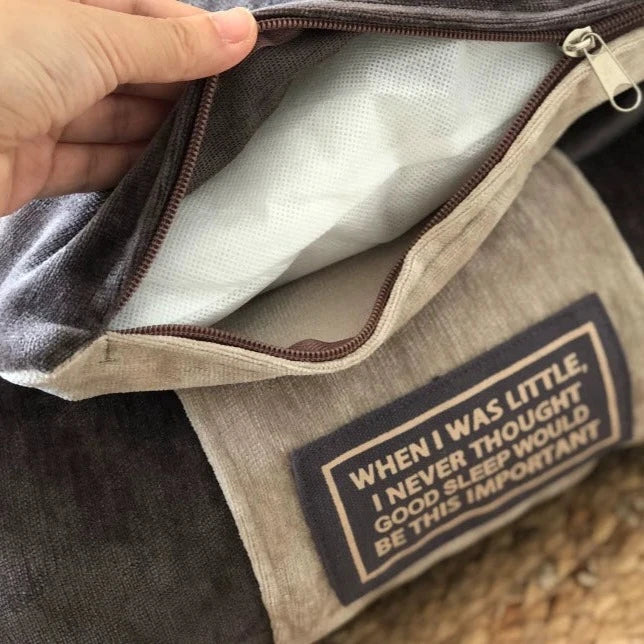 WHEN I WAS LITTLE,
I NEVER THOUGHT
GOOD SLEEP WOULD
BE THIS IMPORTANT